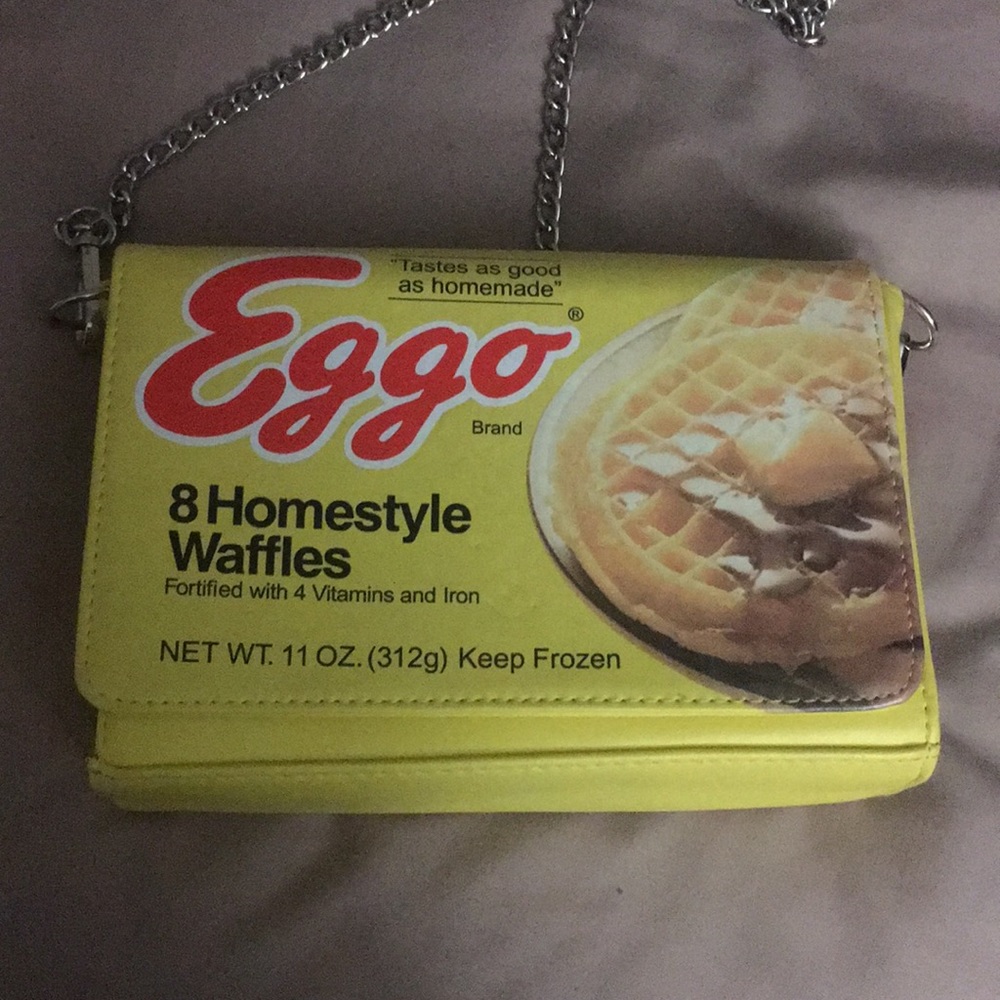 "Tastes as good
as homemade"
Eggo®
Brand
8 Homestyle
Waffles
Fortified with 4 Vitamins and Iron
NET WT. 11 OZ. (312g) Keep Frozen